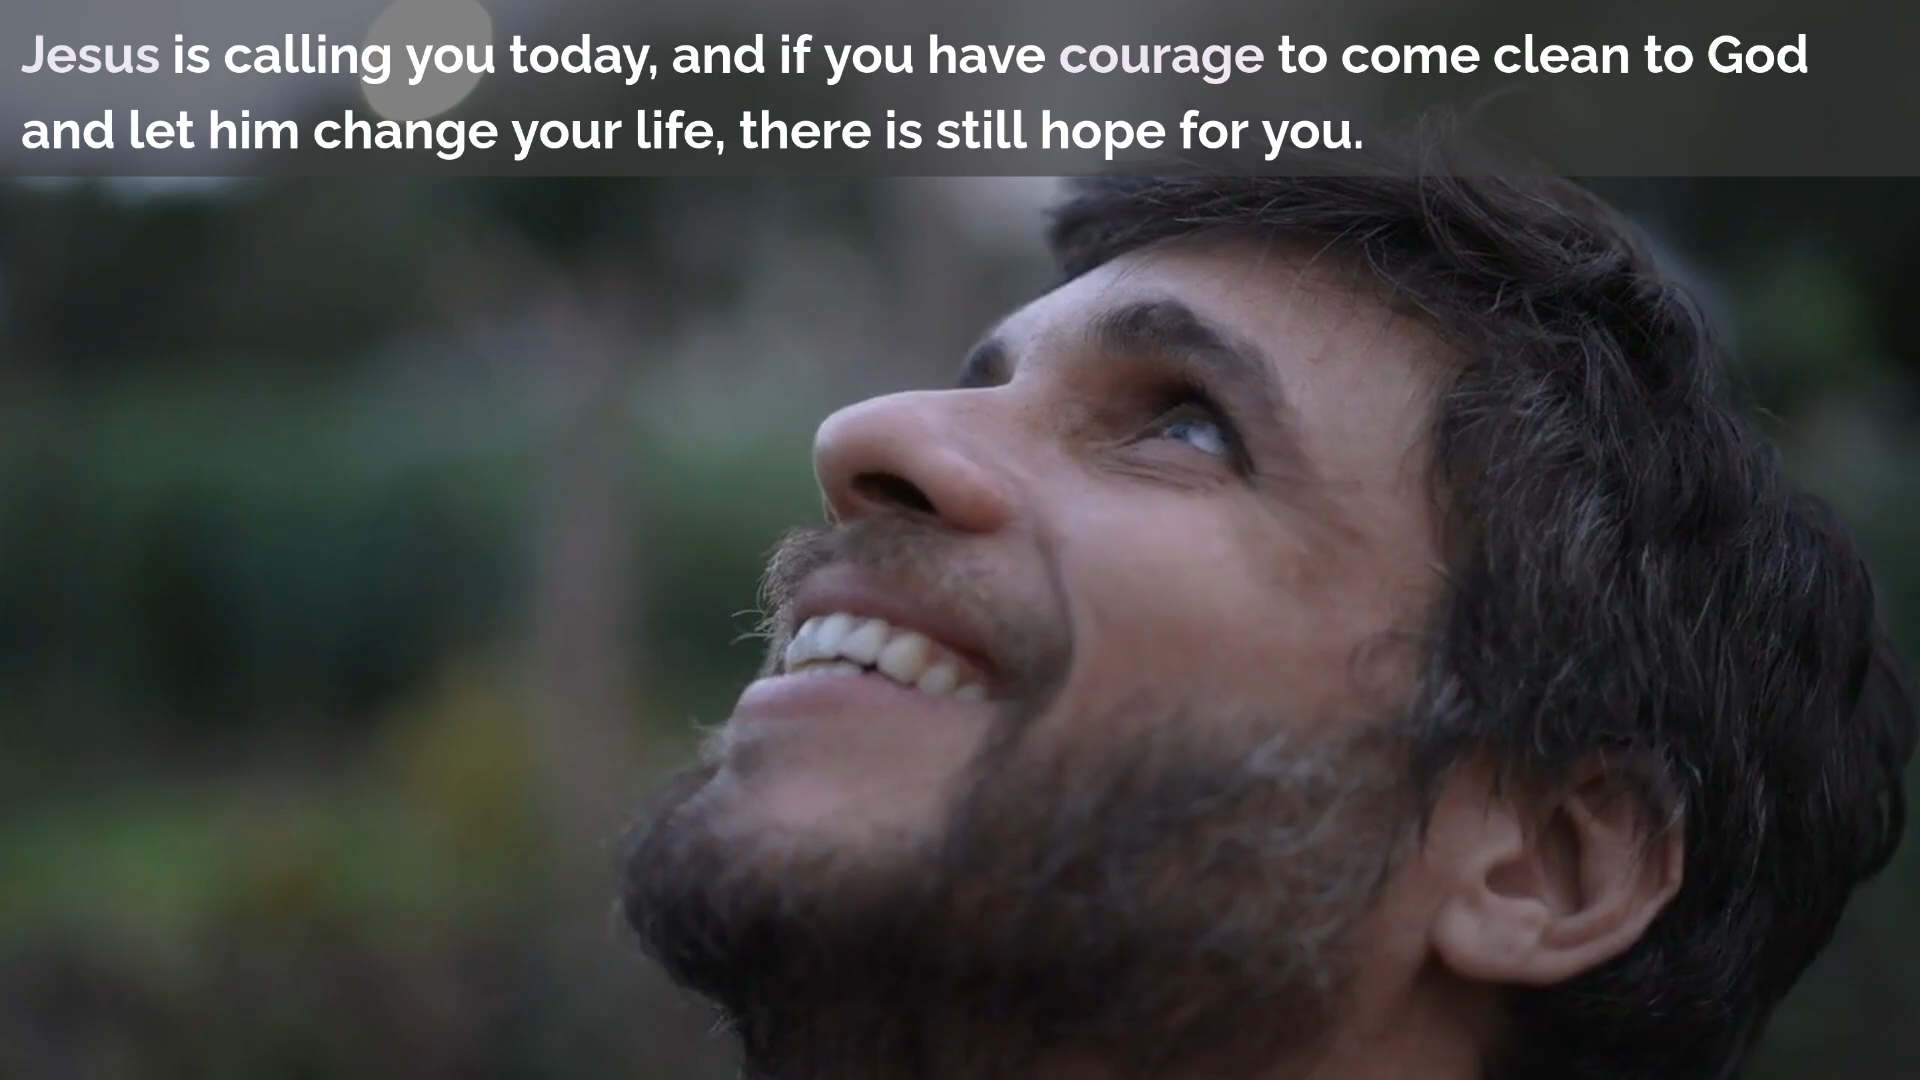 Jesus is calling you today, and if you have courage to come clean to God
and let him change your life, there is still hope for you.